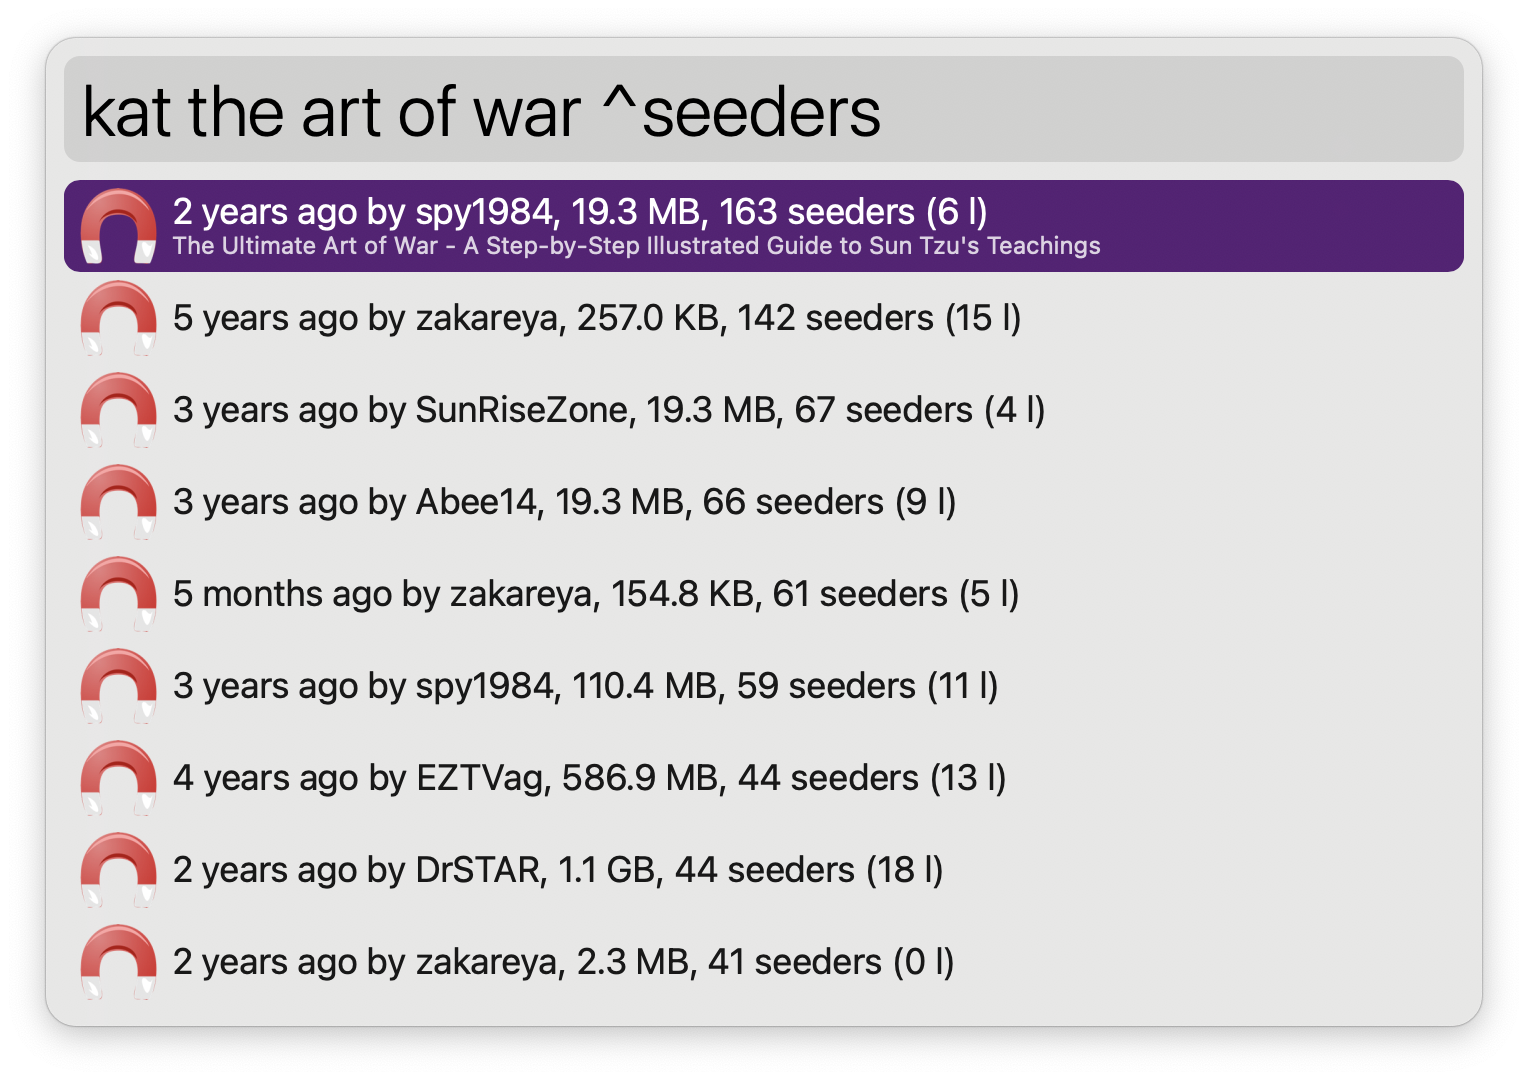 kat the art of war ^seeders
2 years ago by spy1984, 19.3 MB, 163 seeders (6 l)
The Ultimate Art of War - A Step-by-Step Illustrated Guide to Sun Tzu's Teachings
5 years ago by zakareya, 257.0 KB, 142 seeders (15 l)
3 years ago by SunRiseZone, 19.3 MB, 67 seeders (4 l)
3 years ago by Abee14, 19.3 MB, 66 seeders (9 l)
5 months ago by zakareya, 154.8 KB, 61 seeders (5 l)
3 years ago by spy1984, 110.4 MB, 59 seeders (11 l)
4 years ago by EZTVag, 586.9 MB, 44 seeders (13 l)
2 years ago by DrSTAR, 1.1 GB, 44 seeders (18 l)
2 years ago by zakareya, 2.3 MB, 41 seeders (0 l)